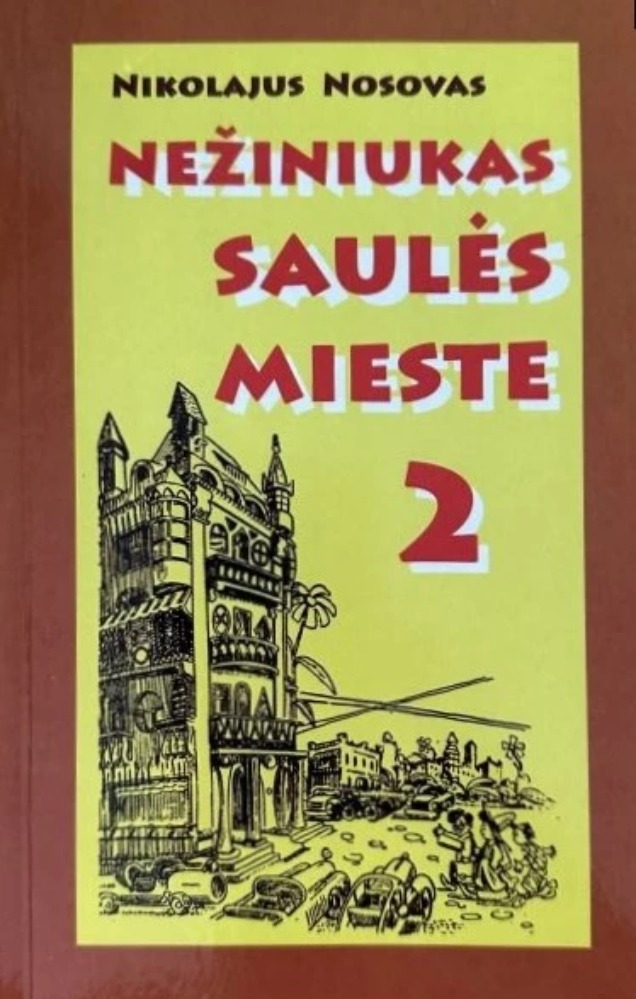 NIKOLAJUS NOSOVAS
NEŽINIUKAS
SAULĖS
MIESTE
2